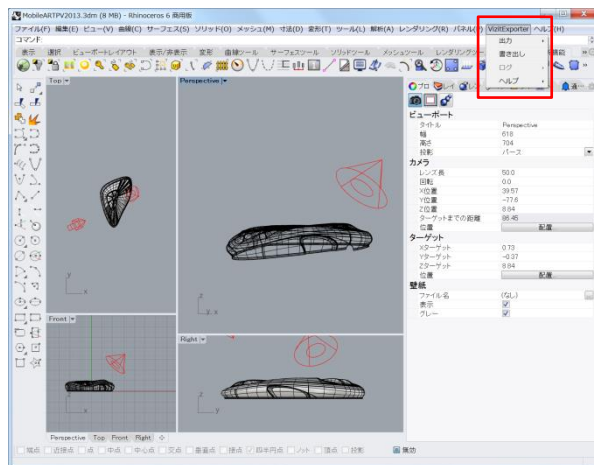 MobileARTPV2013.3dm (8 MB) - Rhinoceros 6 商用版
ファイル(F) 編集(E) ビュー(V) 曲線(C) サーフェス(S) ソリッド(O) メッシュ(M) 寸法(D) 変形(T) ツール(L) 解析(A) レンダリング(R) パネル(P) VizitExporter ヘルプ(H)
コマンド:
表示 選択 ビューポートレイアウト 表示/非表示 変形 曲線ツール サーフェスツール ソリッドツール メッシュツール レンダリングツール
出力
書き出し
ログ
ヘルプ
Top
Perspective
プロ
レイ
ビューポート
タイトル Perspective
幅 618
高さ 704
投影 パース
カメラ
レンズ長 50.0
回転 0.0
X位置 39.57
Y位置 -77.6
Z位置 8.84
ターゲットまでの距離 86.45
位置 配置...
ターゲット
Xターゲット 0.73
Yターゲット -0.37
Zターゲット 8.84
位置 配置...
壁紙
ファイル名 (なし)
表示
グレー
y
x
z
y x
Front
Right
z
x
z
y
Perspective Top Front Right
端点 近接点 点 中点 中心点 交点 垂直点 接点 四半円点 ノット 頂点 投影 無効